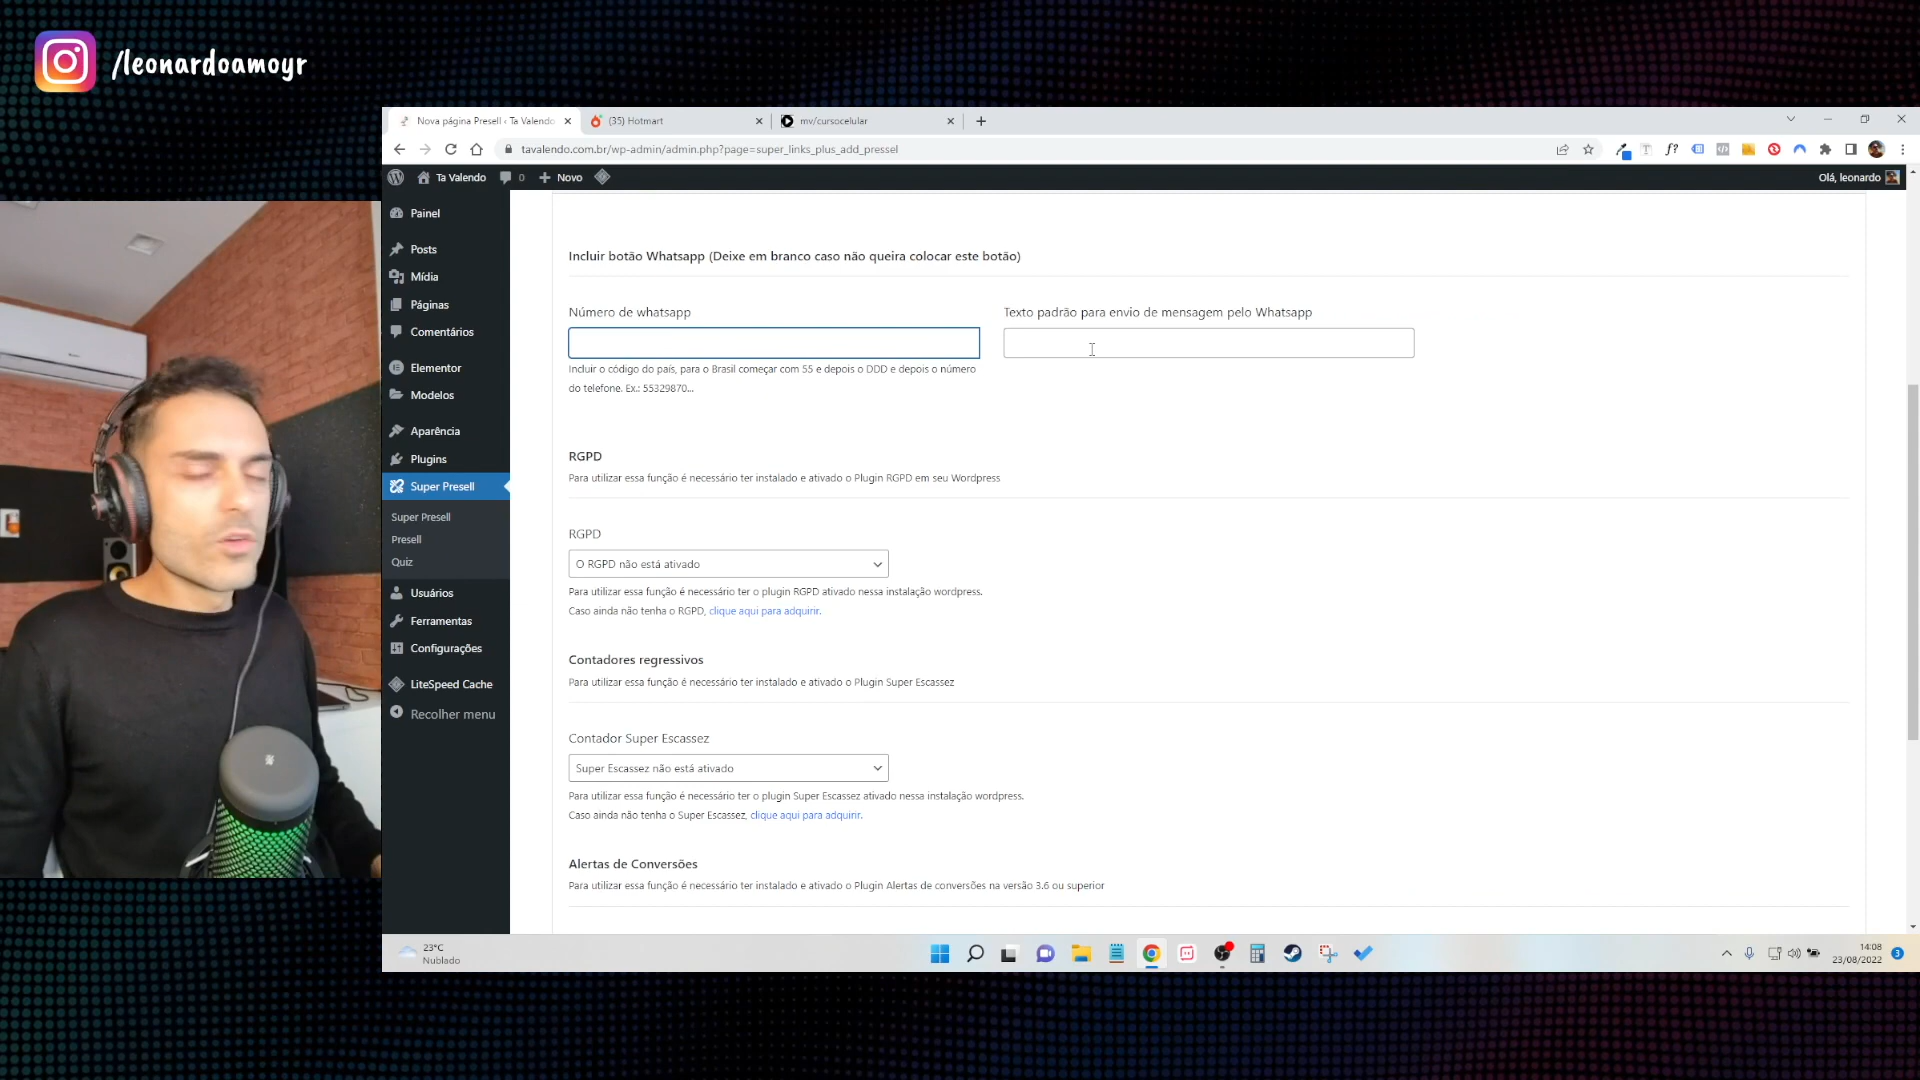 /leonardoamoyr
Nova página Presell ‹ Ta Valendo
(35) Hotmart
mv/cursocelular
tavalendo.com.br/wp-admin/admin.php?page=super_links_plus_add_pressel
Ta Valendo
0
Novo
Olá, leonardo
Painel
Posts
Mídia
Páginas
Comentários
Elementor
Modelos
Aparência
Plugins
Super Presell
Super Presell
Presell
Quiz
Usuários
Ferramentas
Configurações
LiteSpeed Cache
Recolher menu
Incluir botão Whatsapp (Deixe em branco caso não queira colocar este botão)
Número de whatsapp
Texto padrão para envio de mensagem pelo Whatsapp
Incluir o código do país, para o Brasil começar com 55 e depois o DDD e depois o número
do telefone. Ex.: 55329870...
RGPD
Para utilizar essa função é necessário ter instalado e ativado o Plugin RGPD em seu Wordpress
RGPD
O RGPD não está ativado
Para utilizar essa função é necessário ter o plugin RGPD ativado nessa instalação wordpress.
Caso ainda não tenha o RGPD, clique aqui para adquirir.
Contadores regressivos
Para utilizar essa função é necessário ter instalado e ativado o Plugin Super Escassez
Contador Super Escassez
Super Escassez não está ativado
Para utilizar essa função é necessário ter o plugin Super Escassez ativado nessa instalação wordpress.
Caso ainda não tenha o Super Escassez, clique aqui para adquirir.
Alertas de Conversões
Para utilizar essa função é necessário ter instalado e ativado o Plugin Alertas de conversões na versão 3.6 ou superior
23°C
Nublado
14:08
23/08/2022
3